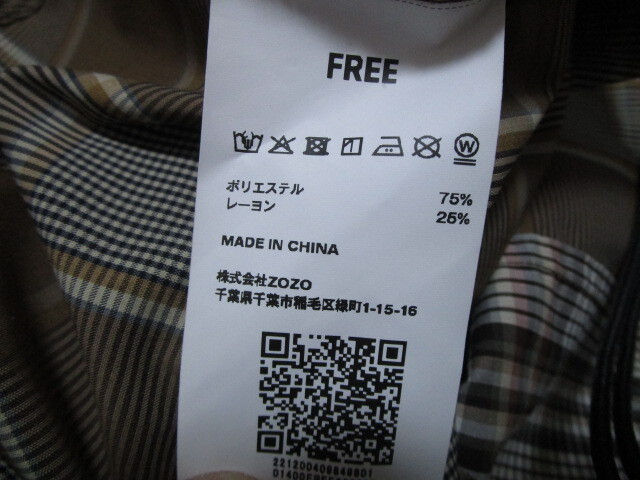 FREE
W
ポリエステル 75%
レーヨン 25%
MADE IN CHINA
株式会社ZOZO
千葉県千葉市稲毛区緑町1-15-16